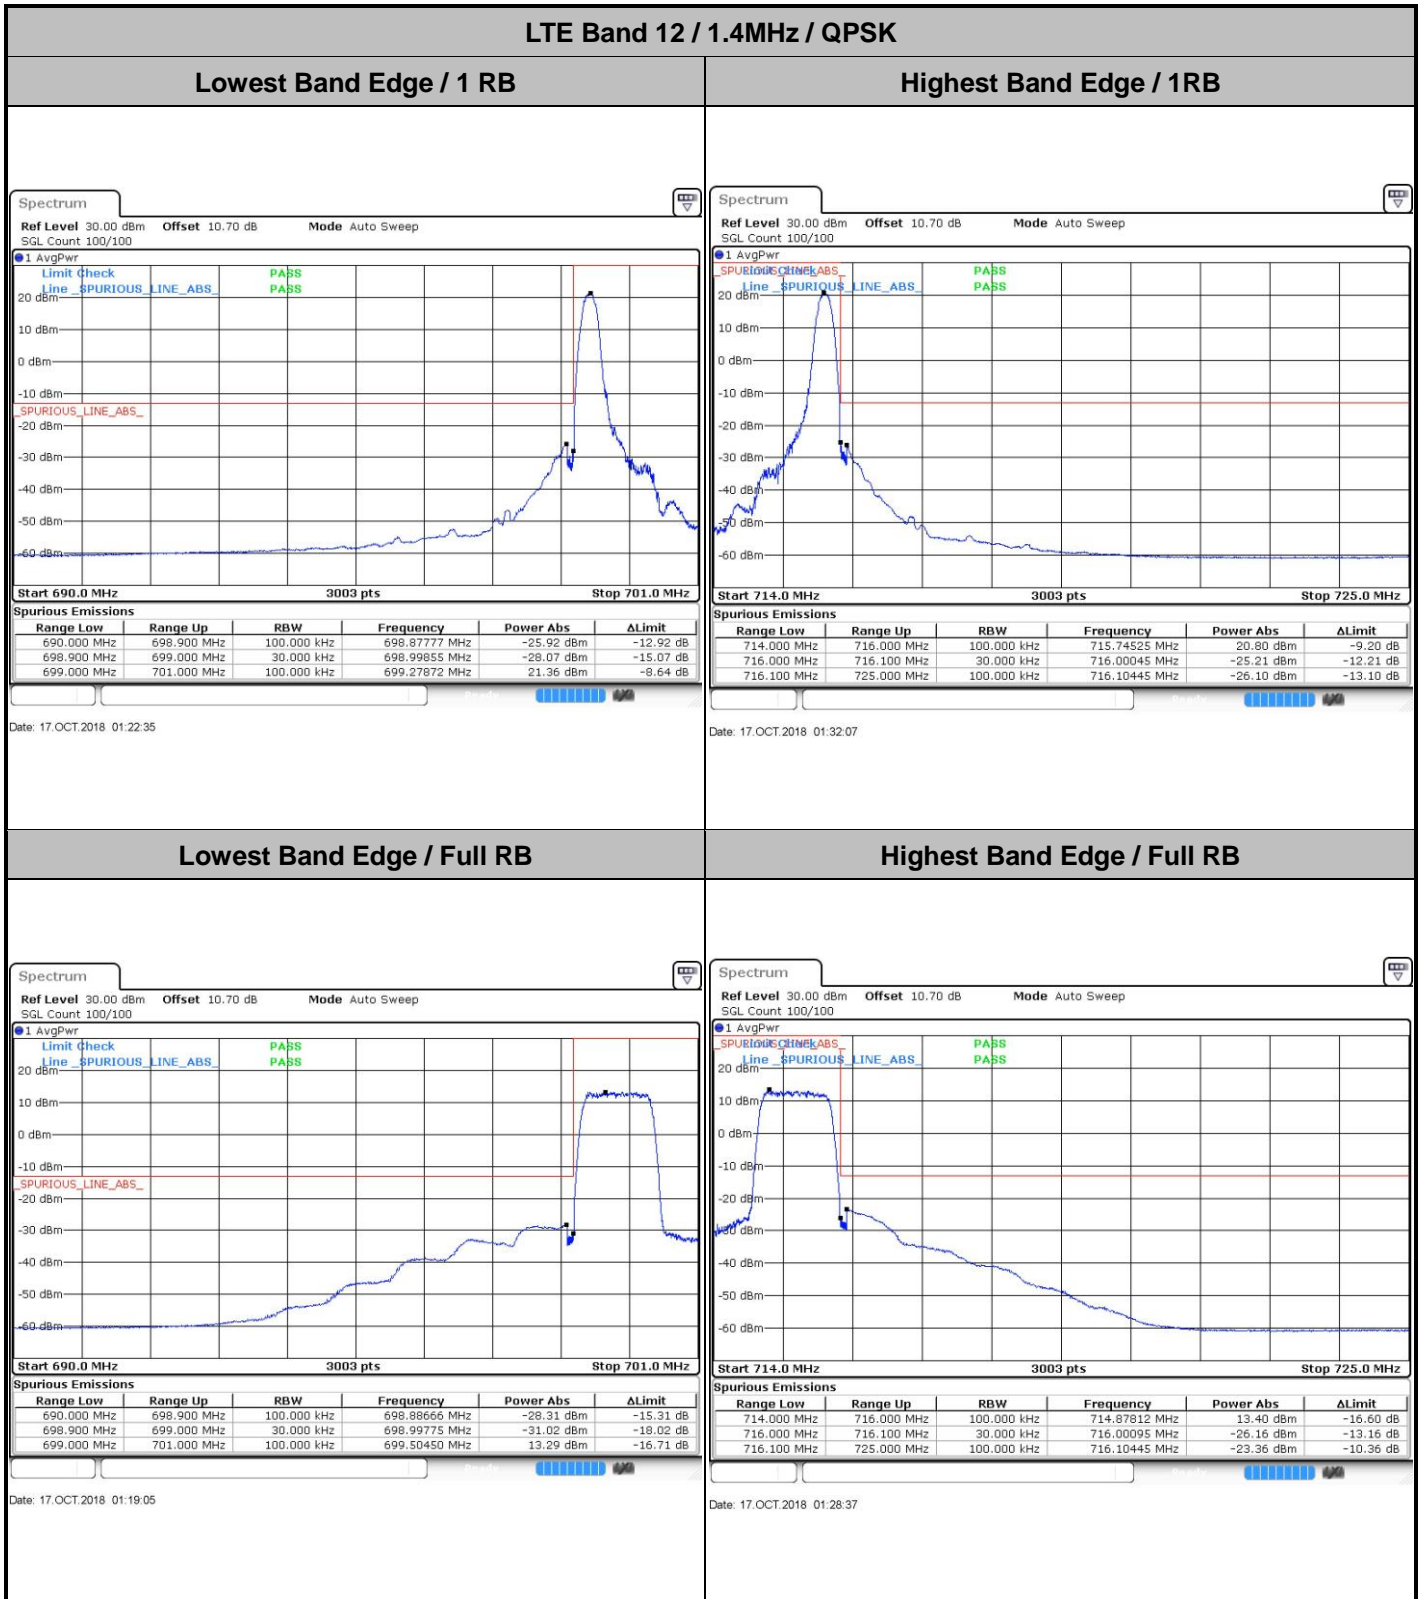 LTE Band 12 / 1.4MHz / QPSK
Lowest Band Edge / 1 RB
Highest Band Edge / 1RB
Spectrum
Ref Level 30.00 dBm Offset 10.70 dB Mode Auto Sweep
SGL Count 100/100
1 AvgPwr
Limit Check PASS
Line _SPURIOUS_LINE_ABS_ PASS
20 dBm
10 dBm
0 dBm
-10 dBm
_SPURIOUS_LINE_ABS_
-20 dBm
-30 dBm
-40 dBm
-50 dBm
-60 dBm
Start 690.0 MHz 3003 pts Stop 701.0 MHz
Spurious Emissions
Range Low Range Up RBW Frequency Power Abs ΔLimit
690.000 MHz 698.900 MHz 100.000 kHz 698.87777 MHz -25.92 dBm -12.92 dB
698.900 MHz 699.000 MHz 30.000 kHz 698.99855 MHz -28.07 dBm -15.07 dB
699.000 MHz 701.000 MHz 100.000 kHz 699.27872 MHz 21.36 dBm -8.64 dB
Date: 17.OCT.2018 01:22:35
Spectrum
Ref Level 30.00 dBm Offset 10.70 dB Mode Auto Sweep
SGL Count 100/100
1 AvgPwr
_SPURIOUS_LINE_ABS_
Limit Check PASS
Line _SPURIOUS_LINE_ABS_ PASS
20 dBm
10 dBm
0 dBm
-10 dBm
-20 dBm
-30 dBm
-40 dBm
-50 dBm
-60 dBm
Start 714.0 MHz 3003 pts Stop 725.0 MHz
Spurious Emissions
Range Low Range Up RBW Frequency Power Abs ΔLimit
714.000 MHz 716.000 MHz 100.000 kHz 715.74525 MHz 20.80 dBm -9.20 dB
716.000 MHz 716.100 MHz 30.000 kHz 716.00045 MHz -25.21 dBm -12.21 dB
716.100 MHz 725.000 MHz 100.000 kHz 716.10445 MHz -26.10 dBm -13.10 dB
Date: 17.OCT.2018 01:32:07
Lowest Band Edge / Full RB
Highest Band Edge / Full RB
Spectrum
Ref Level 30.00 dBm Offset 10.70 dB Mode Auto Sweep
SGL Count 100/100
1 AvgPwr
Limit Check PASS
Line _SPURIOUS_LINE_ABS_ PASS
20 dBm
10 dBm
0 dBm
-10 dBm
_SPURIOUS_LINE_ABS_
-20 dBm
-30 dBm
-40 dBm
-50 dBm
-60 dBm
Start 690.0 MHz 3003 pts Stop 701.0 MHz
Spurious Emissions
Range Low Range Up RBW Frequency Power Abs ΔLimit
690.000 MHz 698.900 MHz 100.000 kHz 698.88666 MHz -28.31 dBm -15.31 dB
698.900 MHz 699.000 MHz 30.000 kHz 698.99775 MHz -31.02 dBm -18.02 dB
699.000 MHz 701.000 MHz 100.000 kHz 699.50450 MHz 13.29 dBm -16.71 dB
Date: 17.OCT.2018 01:19:05
Spectrum
Ref Level 30.00 dBm Offset 10.70 dB Mode Auto Sweep
SGL Count 100/100
1 AvgPwr
_SPURIOUS_LINE_ABS_
Limit Check PASS
Line _SPURIOUS_LINE_ABS_ PASS
20 dBm
10 dBm
0 dBm
-10 dBm
-20 dBm
-30 dBm
-40 dBm
-50 dBm
-60 dBm
Start 714.0 MHz 3003 pts Stop 725.0 MHz
Spurious Emissions
Range Low Range Up RBW Frequency Power Abs ΔLimit
714.000 MHz 716.000 MHz 100.000 kHz 714.87812 MHz 13.40 dBm -16.60 dB
716.000 MHz 716.100 MHz 30.000 kHz 716.00095 MHz -26.16 dBm -13.16 dB
716.100 MHz 725.000 MHz 100.000 kHz 716.10445 MHz -23.36 dBm -10.36 dB
Date: 17.OCT.2018 01:28:37